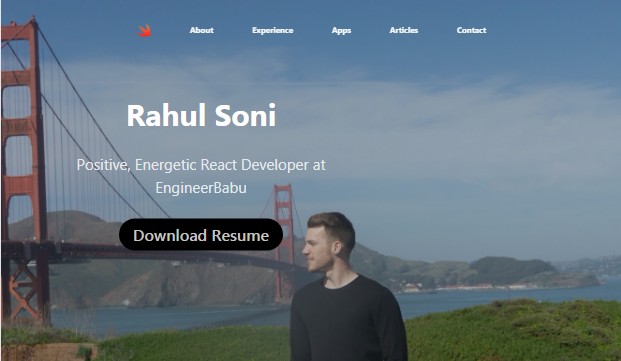 About Experience Apps Articles Contact
Rahul Soni
Positive, Energetic React Developer at
EngineerBabu
Download Resume